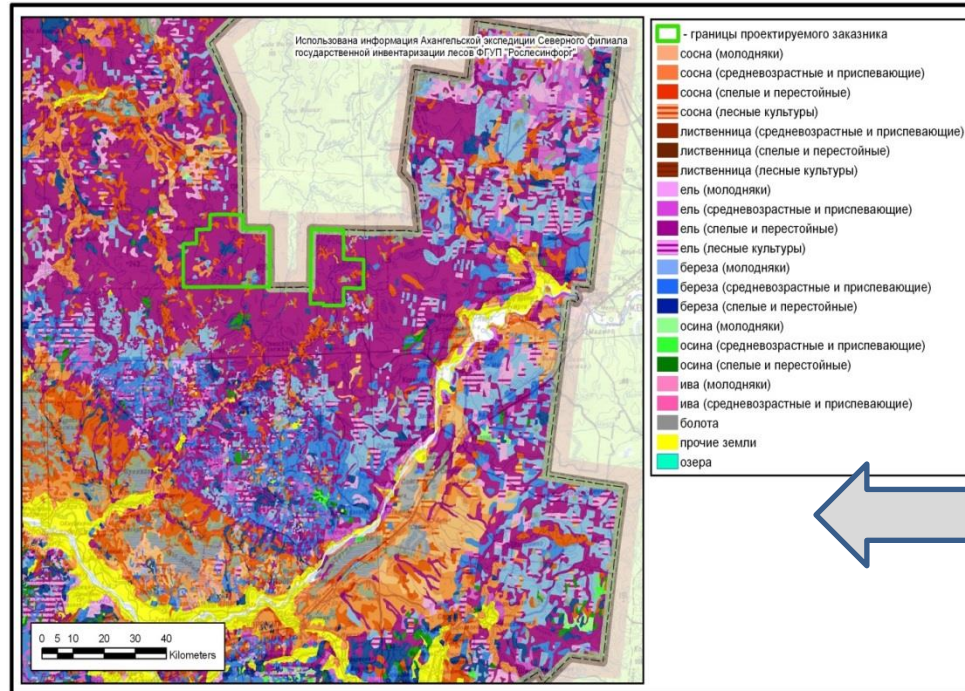 Использована информация Ахангельской экспедиции Северного филиала
государственной инвентаризации лесов ФГУП "Рослесинфорг"
- границы проектируемого заказника
сосна (молодняки)
сосна (средневозрастные и приспевающие)
сосна (спелые и перестойные)
сосна (лесные культуры)
лиственница (средневозрастные и приспевающие)
лиственница (спелые и перестойные)
лиственница (лесные культуры)
ель (молодняки)
ель (средневозрастные и приспевающие)
ель (спелые и перестойные)
ель (лесные культуры)
береза (молодняки)
береза (средневозрастные и приспевающие)
береза (спелые и перестойные)
осина (молодняки)
осина (средневозрастные и приспевающие)
осина (спелые и перестойные)
ива (молодняки)
ива (средневозрастные и приспевающие)
болота
прочие земли
озера
0 5 10 20 30 40
Kilometers